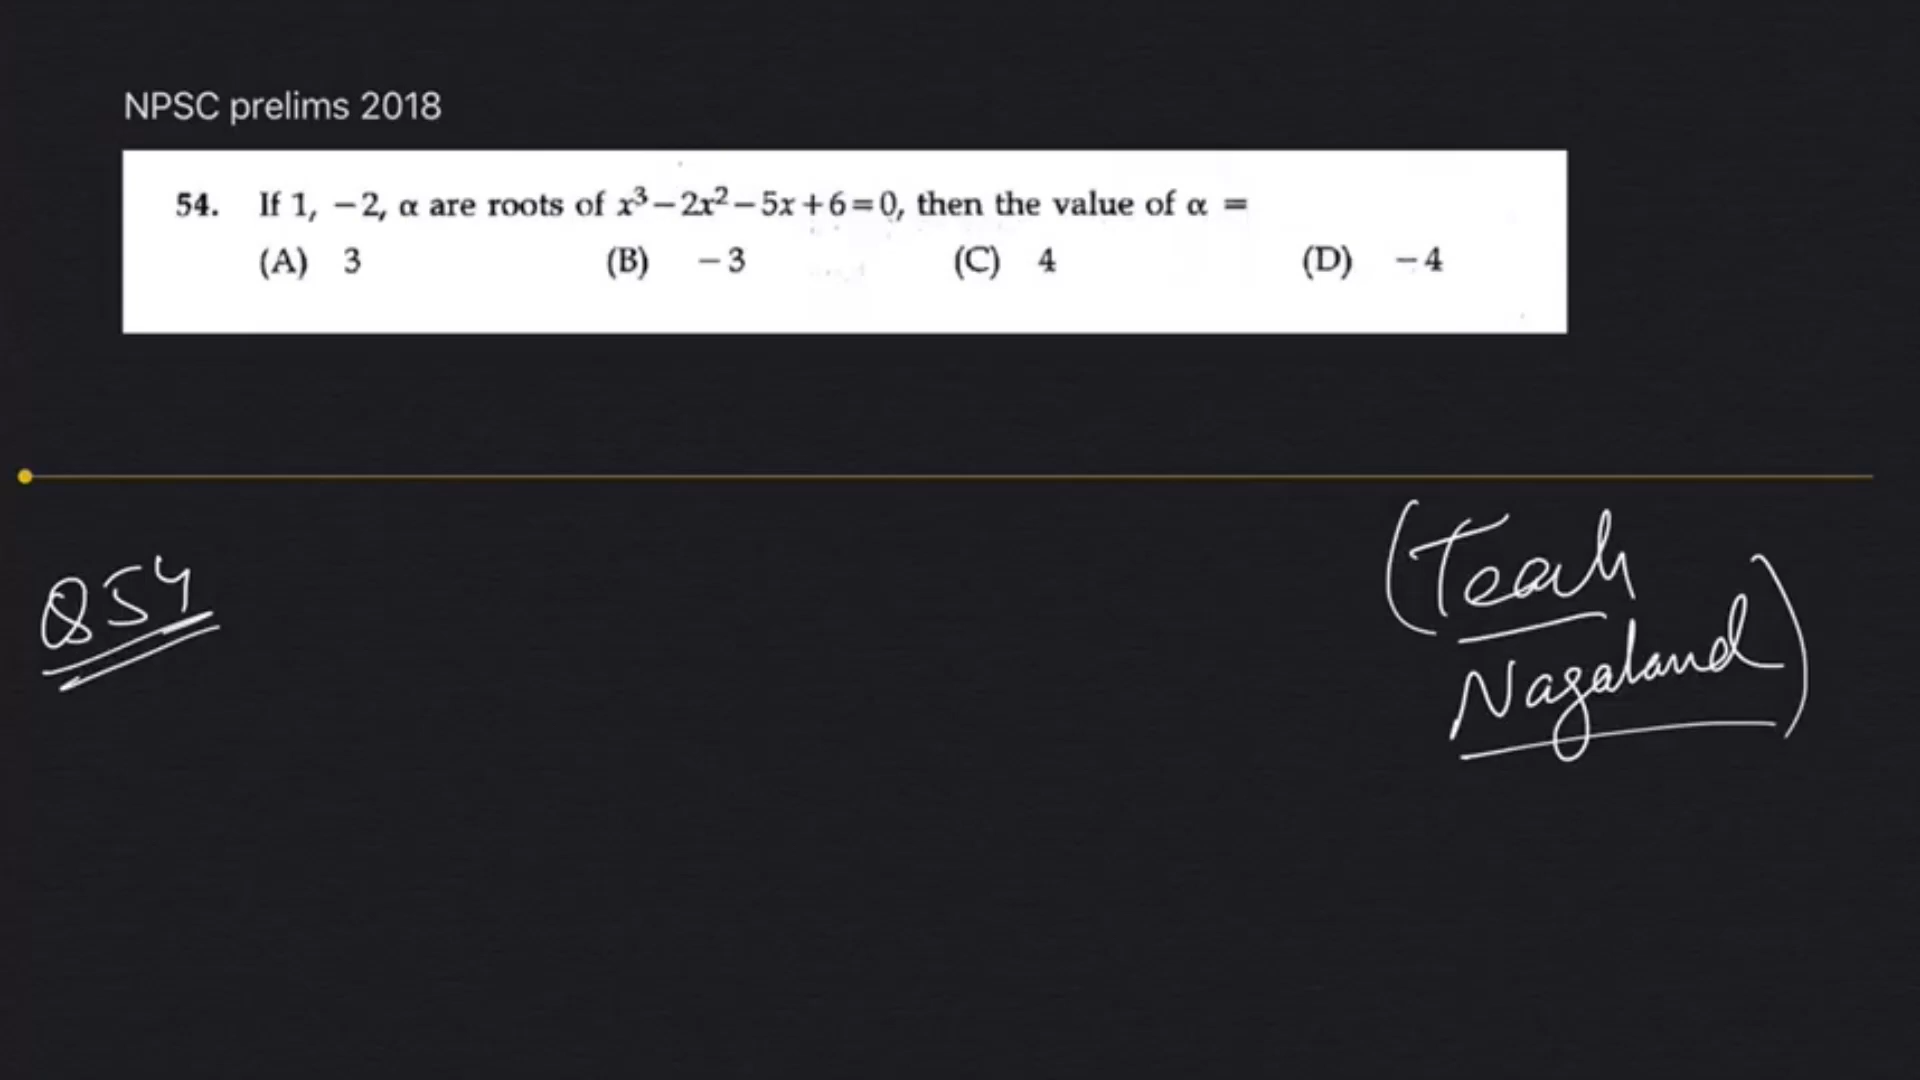 NPSC prelims 2018
54. If 1, −2, α are roots of x³−2x²−5x+6=0, then the value of α =
(A) 3 (B) −3 (C) 4 (D) −4
Q54
(Teach
Nagaland)